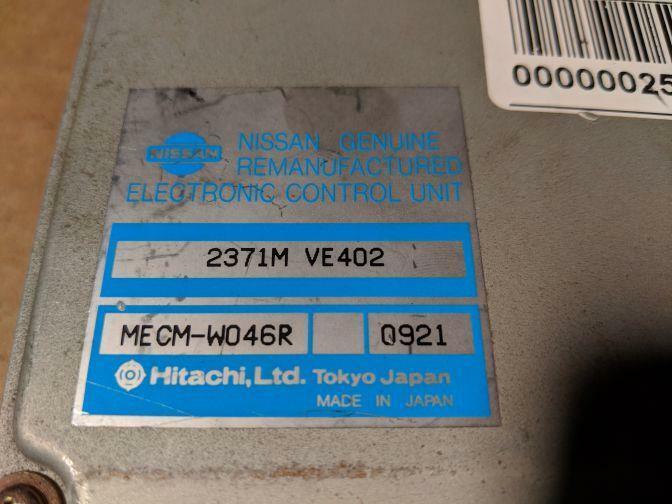 00000025
NISSAN
NISSAN GENUINE
REMANUFACTURED
ELECTRONIC CONTROL UNIT
2371M VE402
MECM-W046R 0921
Hitachi, Ltd. Tokyo Japan
MADE IN JAPAN